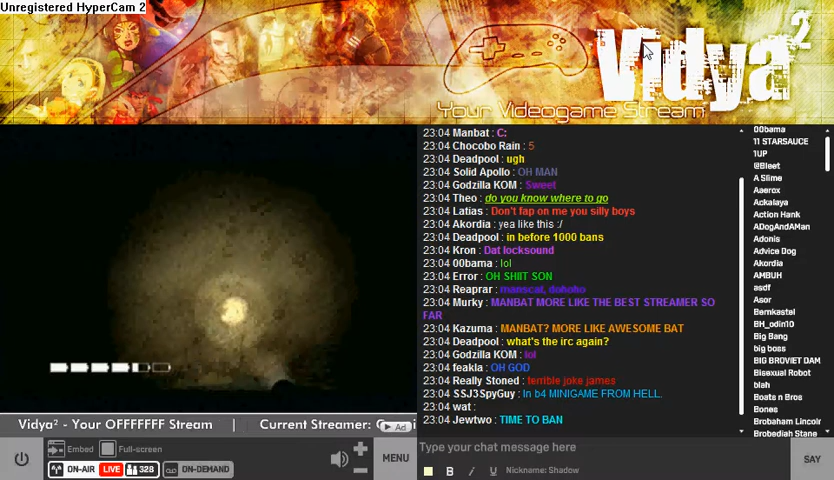 Unregistered HyperCam 2
Vidya²
Your Videogame Stream
23:04 Manbat : C:
23:04 Chocobo Rain : 5
23:04 Deadpool : ugh
23:04 Solid Apollo : OH MAN
23:04 Godzilla KOM : Sweet
23:04 Theo : do you know where to go
23:04 Latias : Don't fap on me you silly boys
23:04 Akordia : yea like this :/
23:04 Deadpool : in before 1000 bans
23:04 Kron : Dat locksound
23:04 00bama : lol
23:04 Error : OH SHIIT SON
23:04 Reaprar : manscat, dohoho
23:04 Murky : MANBAT MORE LIKE THE BEST STREAMER SO
FAR
23:04 Kazuma : MANBAT? MORE LIKE AWESOME BAT
23:04 Deadpool : what's the irc again?
23:04 Godzilla KOM : lol
23:04 feakla : OH GOD
23:04 Really Stoned : terrible joke james
23:04 SSJ3SpyGuy : In b4 MINIGAME FROM HELL.
23:04 wat :
23:04 Jewtwo : TIME TO BAN
00bama
11 STARSAUCE
1UP
@Bleet
A Slime
Aaerox
Ackalaya
Action Hank
ADogAndAMan
Adonis
Advice Dog
Akordia
AMBUH
asdf
Asor
Bernkastel
BH_odin10
Big Bang
big boss
BIG BROVIET DAM
Bisexual Robot
blah
Boats n Bros
Bones
Brobaham Lincoln
Brobediah Stane
Vidya² - Your OFFFFFFF Stream | Current Streamer:
Ad
Embed
Full-screen
ON-AIR LIVE 328
ON-DEMAND
MENU
Type your chat message here
B I U Nickname: Shadow
SAY